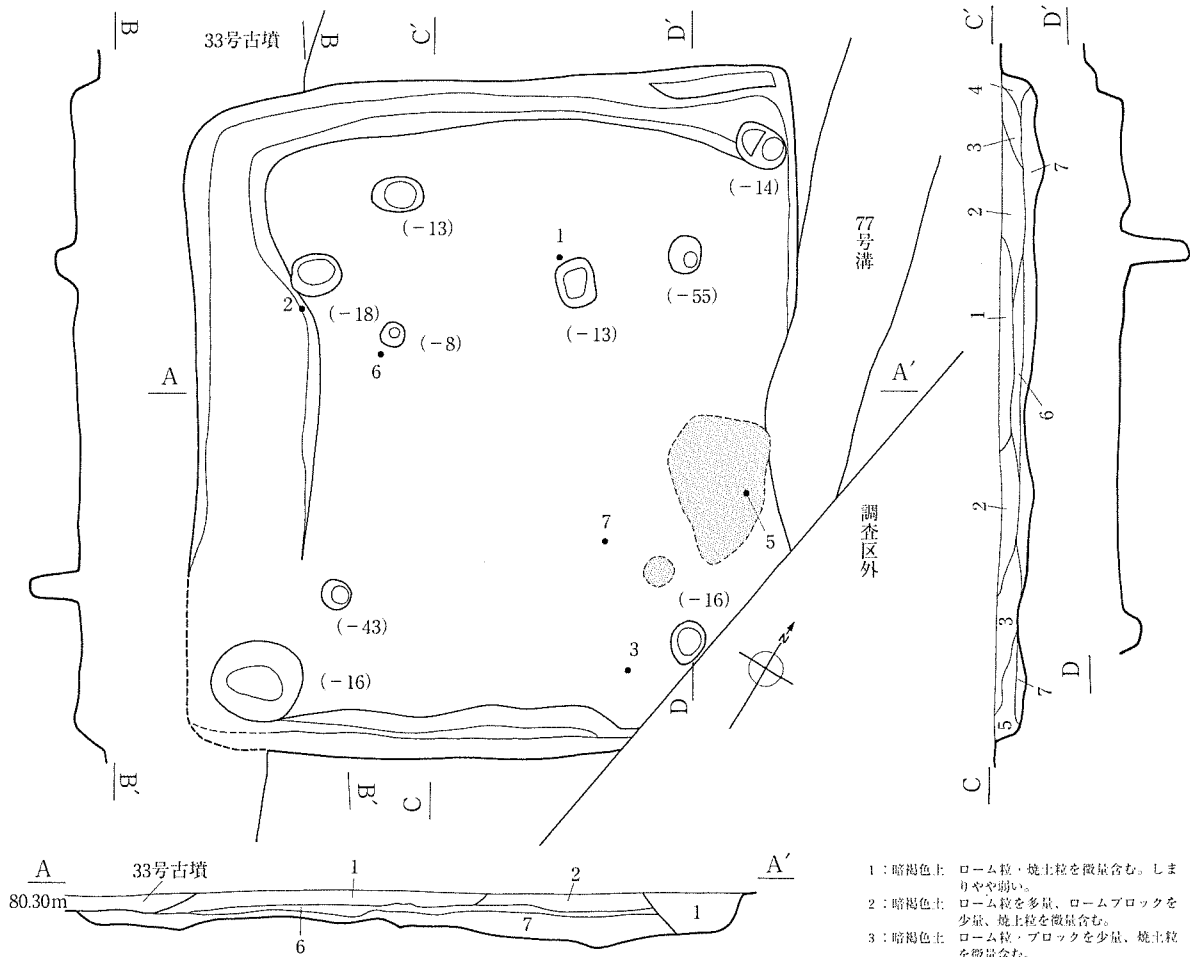 B
33号古墳
B
C′
D′
C′
D′
(−14)
(−13)
1
2
(−18)
(−13)
(−55)
(−8)
6
77号溝
A
A′
調査区外
5
7
(−16)
(−43)
3
(−16)
N
D
B′
B′
C
4
3
7
2
1
6
2
3
7
5
D
C
A
33号古墳
1
2
A′
80.30m
6
7
1
1：暗褐色土 ローム粒・焼土粒を微量含む。しま
りやや弱い。
2：暗褐色土 ローム粒を多量、ロームブロックを
少量、焼土粒を微量含む。
3：暗褐色土 ローム粒・ブロックを少量、焼土粒
を微量含む。